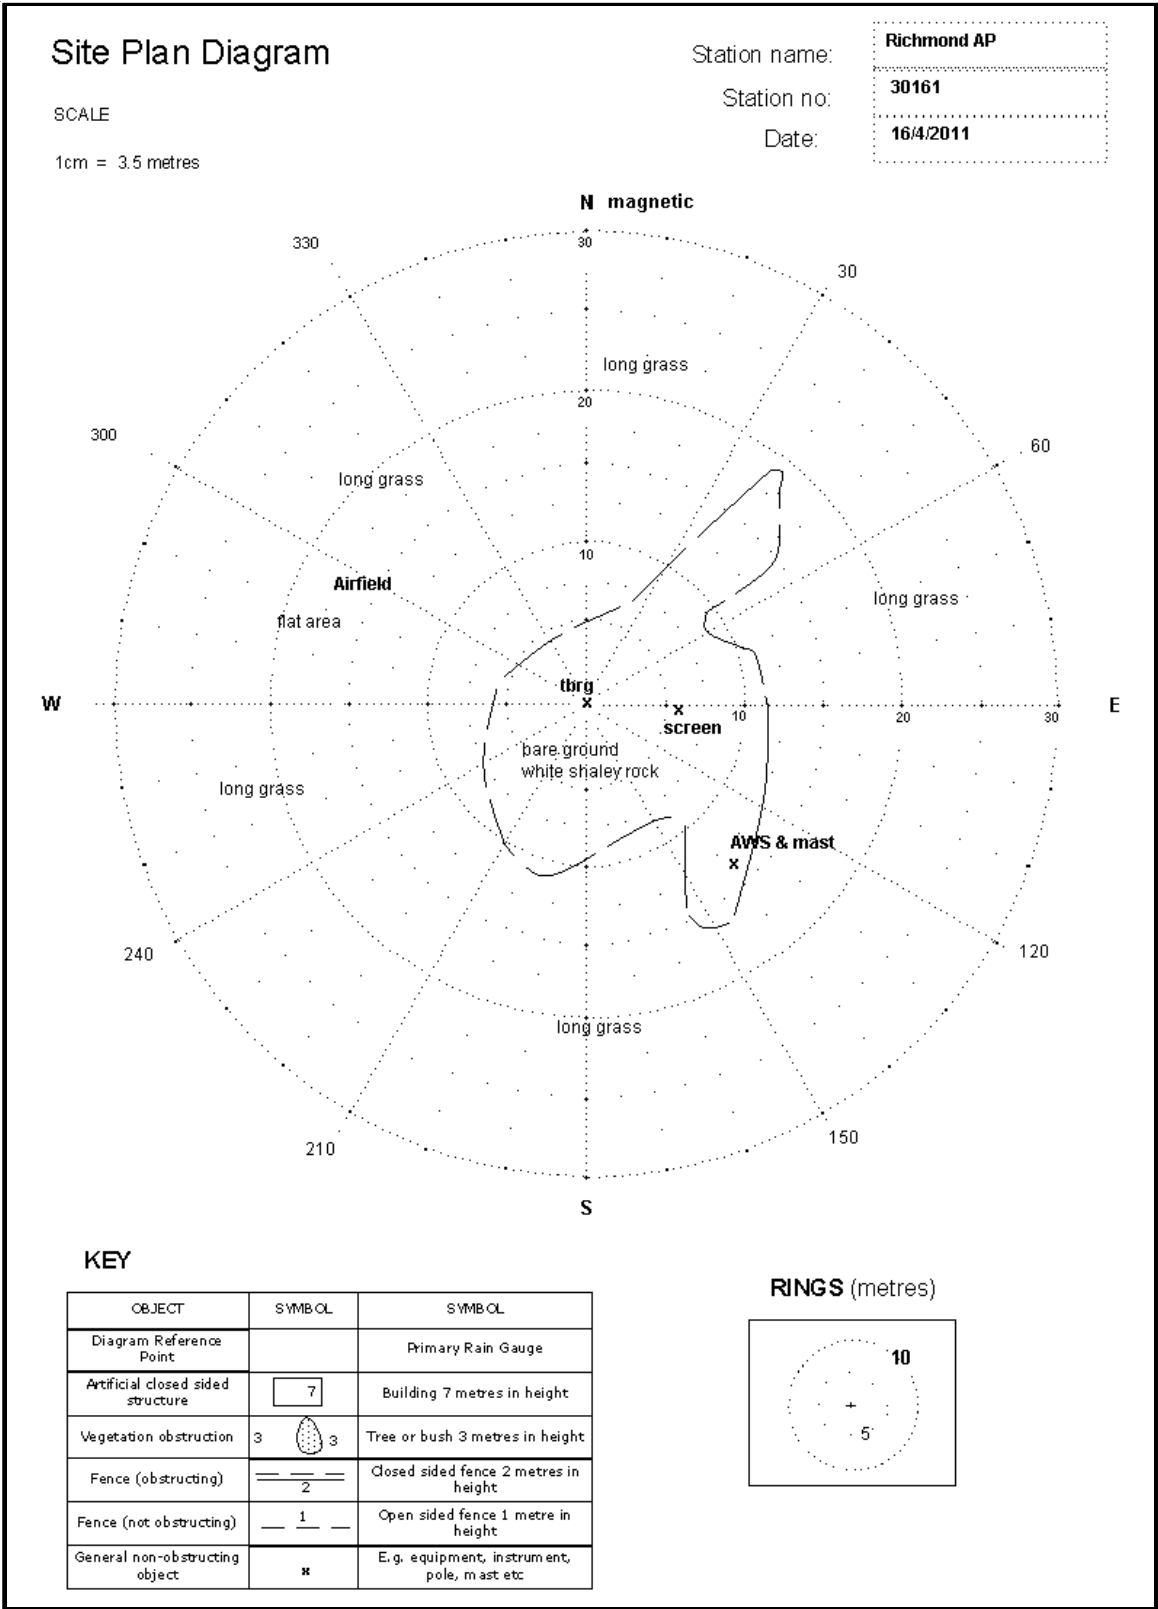 Site Plan Diagram
Station name: Richmond AP
Station no: 30161
Date: 16/4/2011
SCALE
1cm = 3.5 metres
N magnetic
330
30
30
long grass
20
300
60
long grass
10
Airfield
long grass
flat area
tbrg
W
E
x
x
10
20
30
screen
bare ground
white shaley rock
long grass
AWS & mast
x
240
120
long grass
210
150
S
KEY
OBJECT SYMBOL SYMBOL
Diagram Reference
Point
Primary Rain Gauge
Artificial closed sided
structure
7
Building 7 metres in height
Vegetation obstruction
3 3
Tree or bush 3 metres in height
Fence (obstructing)
2
Closed sided fence 2 metres in
height
Fence (not obstructing)
1
Open sided fence 1 metre in
height
General non-obstructing
object
x
E.g. equipment, instrument,
pole, mast etc
RINGS (metres)
10
5